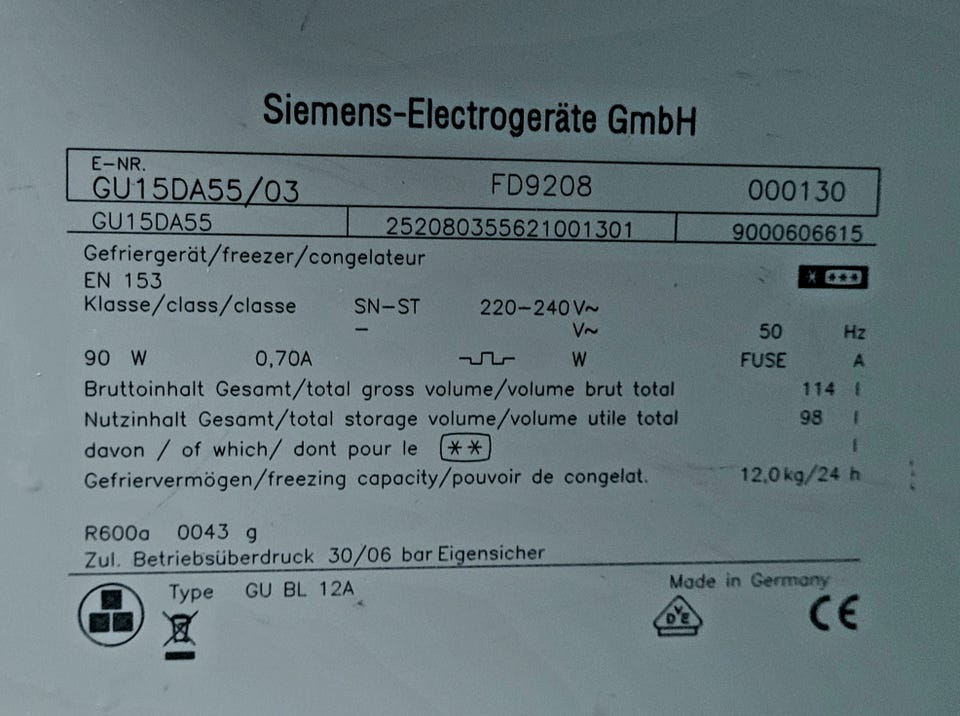 Siemens-Electrogeräte GmbH
E-NR.
GU15DA55/03 FD9208 000130
GU15DA55 252080355621001301 9000606615
Gefriergerät/freezer/congelateur
EN 153 * ***
Klasse/class/classe SN-ST 220-240V~
- V~ 50 Hz
90 W 0,70A W FUSE A
Bruttoinhalt Gesamt/total gross volume/volume brut total 114 l
Nutzinhalt Gesamt/total storage volume/volume utile total 98 l
davon / of which/ dont pour le ** l
Gefriervermögen/freezing capacity/pouvoir de congelat. 12,0kg/24 h
R600a 0043 g
Zul. Betriebsüberdruck 30/06 bar Eigensicher
Type GU BL 12A Made in Germany
DVE CE